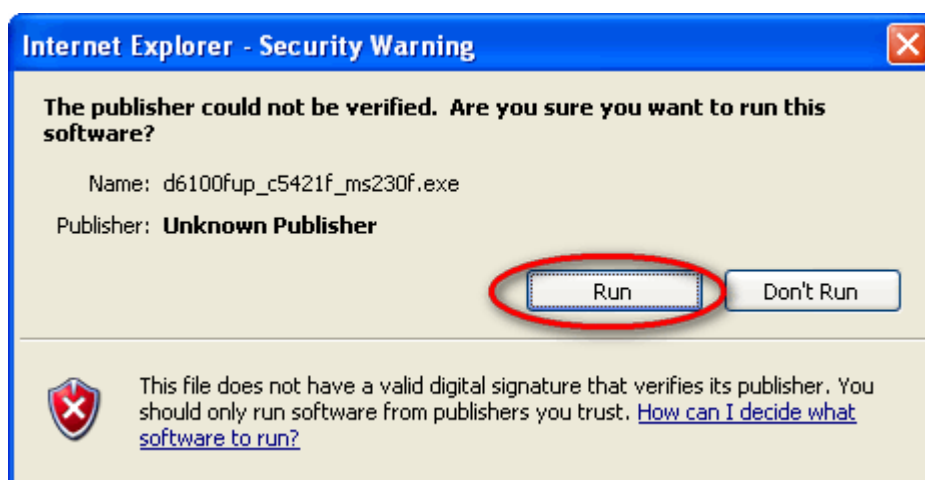 Internet Explorer - Security Warning
The publisher could not be verified.  Are you sure you want to run this
software?
Name: d6100fup_c5421f_ms230f.exe
Publisher: Unknown Publisher
Run
Don't Run
This file does not have a valid digital signature that verifies its publisher. You
should only run software from publishers you trust. How can I decide what
software to run?